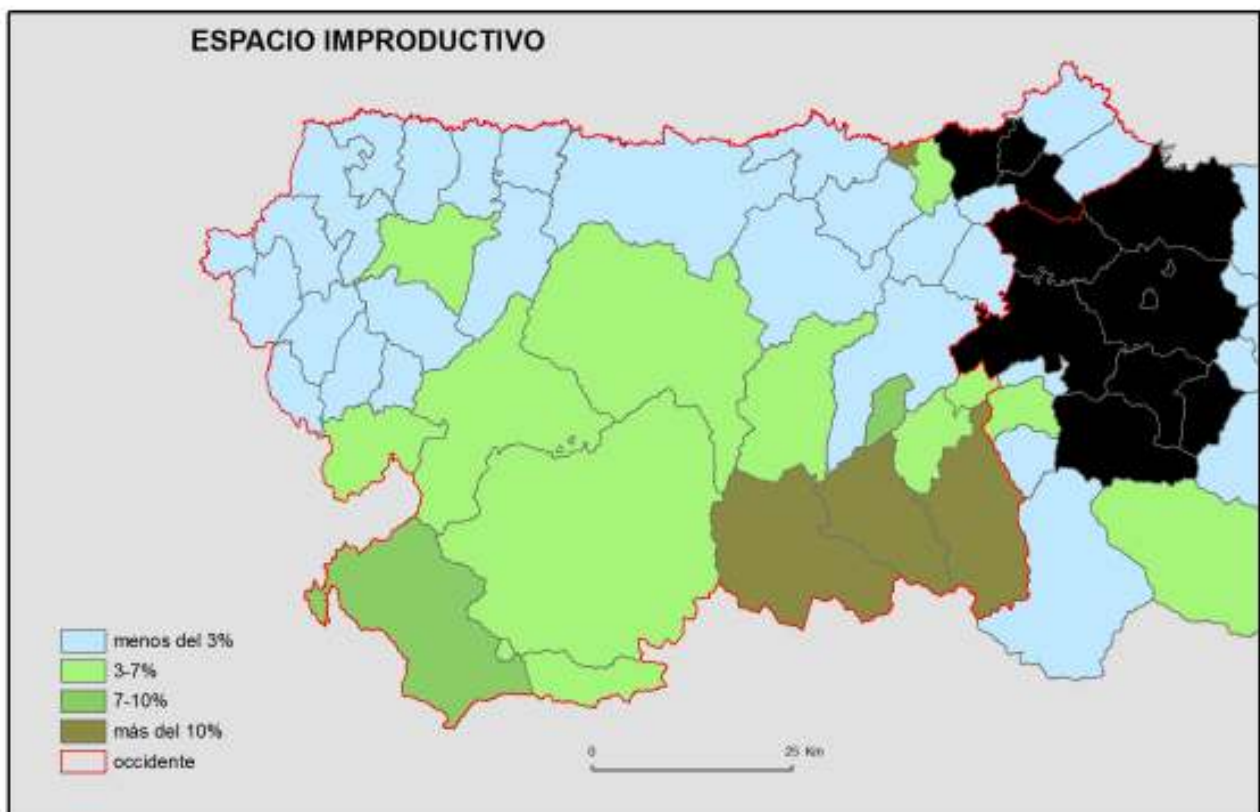 ESPACIO IMPRODUCTIVO
menos del 3%
3-7%
7-10%
más del 10%
occidente
0 25 Km